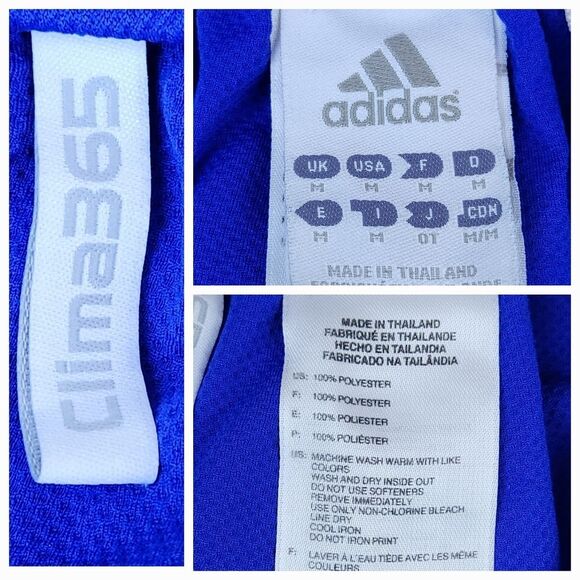 clima365
adidas
UK USA F D
M M M M
E I J CDN
M M OT M/M
MADE IN THAILAND
MADE IN THAILAND
FABRIQUÉ EN THAILANDE
HECHO EN TAILANDIA
FABRICADO NA TAILÂNDIA
US: 100% POLYESTER
F: 100% POLYESTER
E: 100% POLIESTER
P: 100% POLIÉSTER
US: MACHINE WASH WARM WITH LIKE
COLORS
WASH AND DRY INSIDE OUT
DO NOT USE SOFTENERS
REMOVE IMMEDIATELY
USE ONLY NON-CHLORINE BLEACH
LINE DRY
COOL IRON
DO NOT IRON PRINT
F: LAVER À L'EAU TIÈDE AVEC LES MÊME
COULEURS